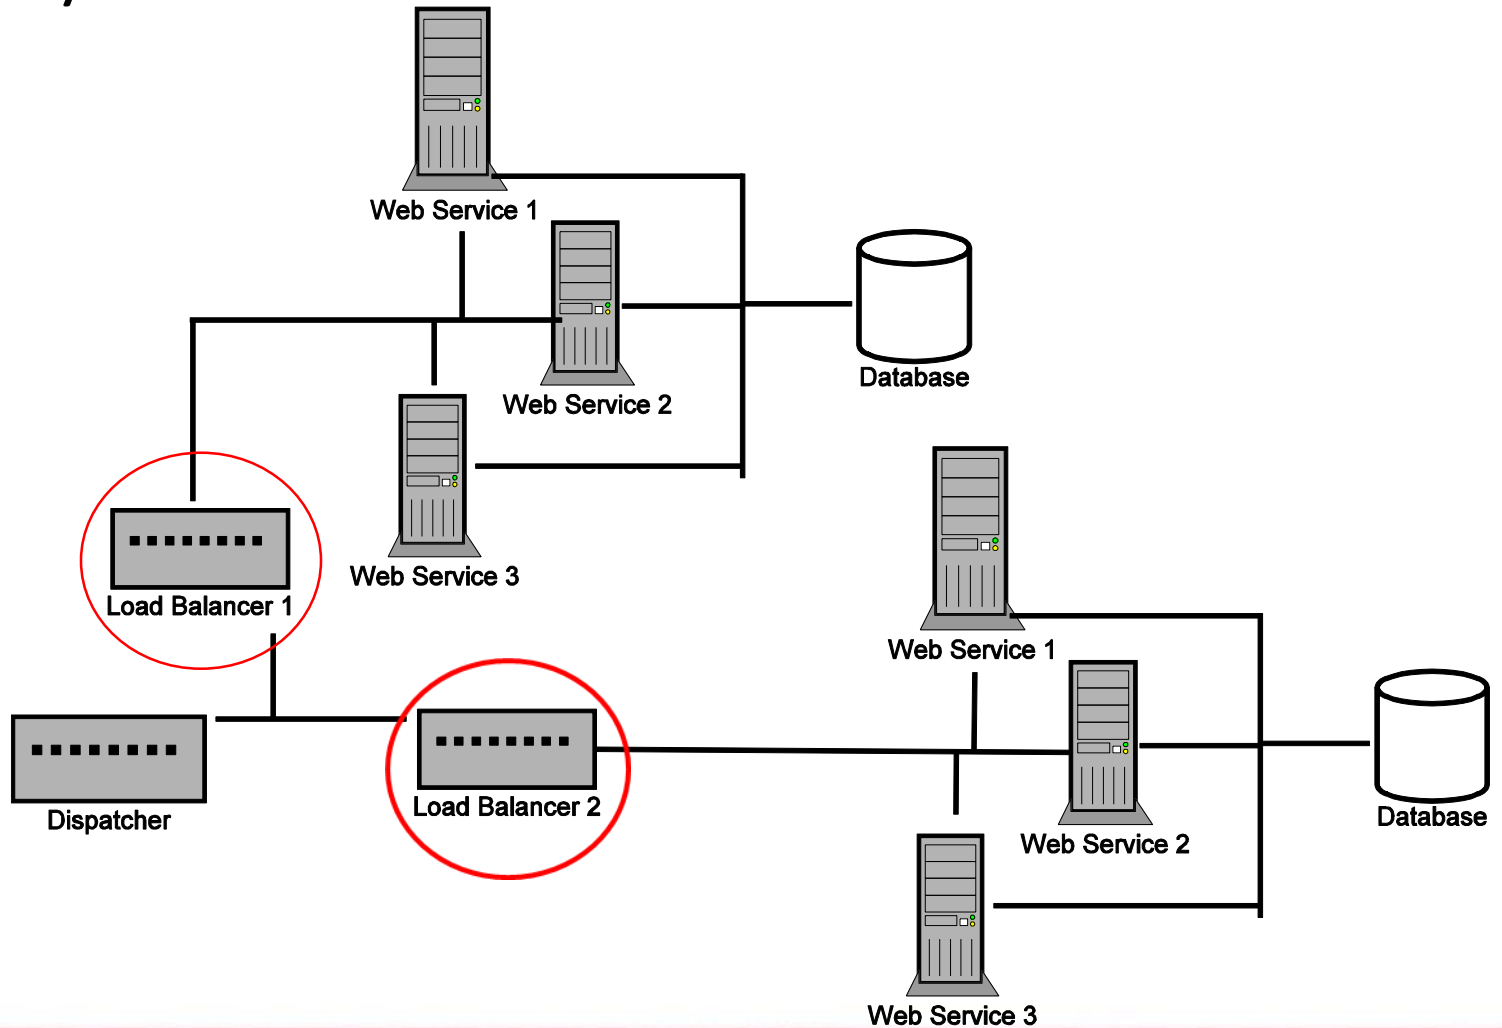 Web Service 1
Web Service 2
Database
Web Service 3
Load Balancer 1
Web Service 1
Load Balancer 2
Dispatcher
Web Service 2
Database
Web Service 3